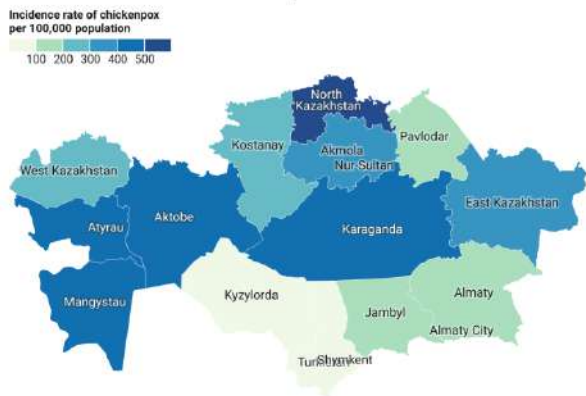 Incidence rate of chickenpox
per 100,000 population
100 200 300 400 500
North
Kazakhstan
Pavlodar
Kostanay
Akmola
Nur-Sultan
West Kazakhstan
East Kazakhstan
Atyrau
Aktobe
Karaganda
Mangystau
Kyzylorda
Almaty
Jambyl
Almaty City
Shymkent